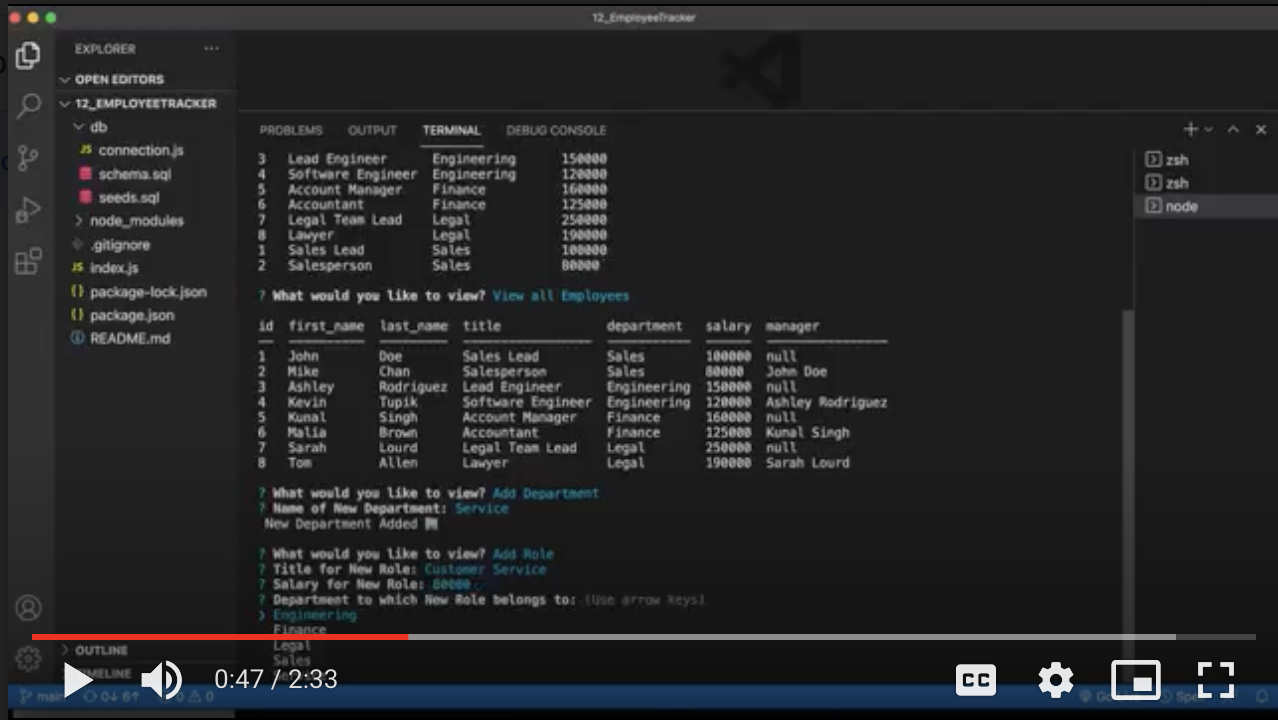 12_EmployeeTracker
EXPLORER
OPEN EDITORS
12_EMPLOYEETRACKER
db
JS connection.js
schema.sql
seeds.sql
node_modules
.gitignore
JS index.js
{} package-lock.json
{} package.json
README.md
OUTLINE
TIMELINE
PROBLEMS OUTPUT TERMINAL DEBUG CONSOLE
3 Lead Engineer Engineering 150000
4 Software Engineer Engineering 120000
5 Account Manager Finance 160000
6 Accountant Finance 125000
7 Legal Team Lead Legal 250000
8 Lawyer Legal 190000
1 Sales Lead Sales 100000
2 Salesperson Sales 80000
? What would you like to view? View all Employees
id first_name last_name title department salary manager
1 John Doe Sales Lead Sales 100000 null
2 Mike Chan Salesperson Sales 80000 John Doe
3 Ashley Rodriguez Lead Engineer Engineering 150000 null
4 Kevin Tupik Software Engineer Engineering 120000 Ashley Rodriguez
5 Kunal Singh Account Manager Finance 160000 null
6 Malia Brown Accountant Finance 125000 Kunal Singh
7 Sarah Lourd Legal Team Lead Legal 250000 null
8 Tom Allen Lawyer Legal 190000 Sarah Lourd
? What would you like to view? Add Department
? Name of New Department: Service
New Department Added
? What would you like to view? Add Role
? Title for New Role: Customer Service
? Salary for New Role: 80000
? Department to which New Role belongs to: (Use arrow keys)
❯ Engineering
Finance
Legal
Sales
zsh
zsh
node
0:47 / 2:33
CC
main